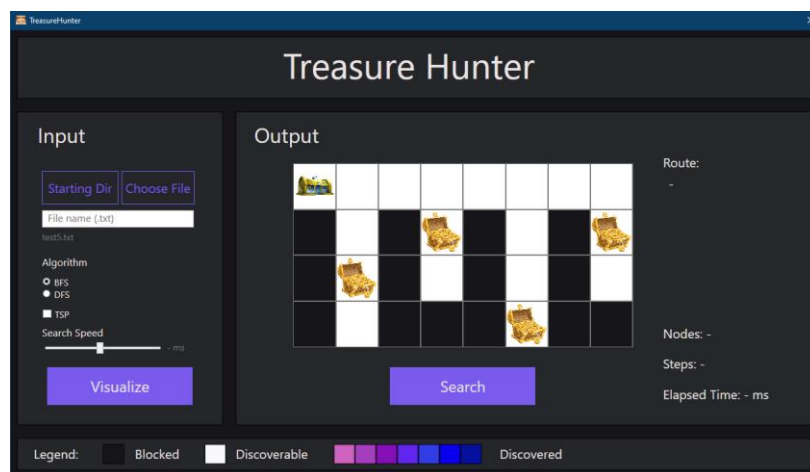 TreasureHunter
Treasure Hunter
Input
Starting Dir
Choose File
File name (.txt)
test5.txt
Algorithm
BFS
DFS
TSP
Search Speed
- ms
Visualize
Output
Search
Route:
-
Nodes: -
Steps: -
Elapsed Time: - ms
Legend:
Blocked
Discoverable
Discovered